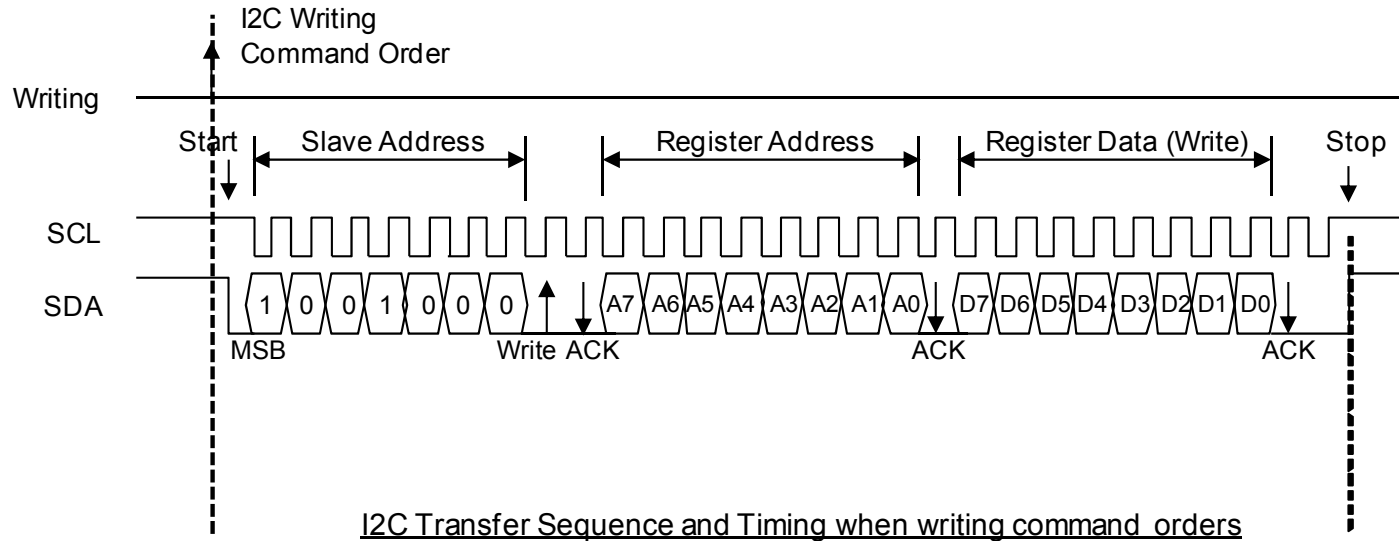 I2C Writing
Command Order
Writing
Start Slave Address Register Address Register Data (Write) Stop
SCL
SDA 1 0 0 1 0 0 0 A7 A6 A5 A4 A3 A2 A1 A0 D7 D6 D5 D4 D3 D2 D1 D0
MSB Write ACK ACK ACK
I2C Transfer Sequence and Timing when writing command orders